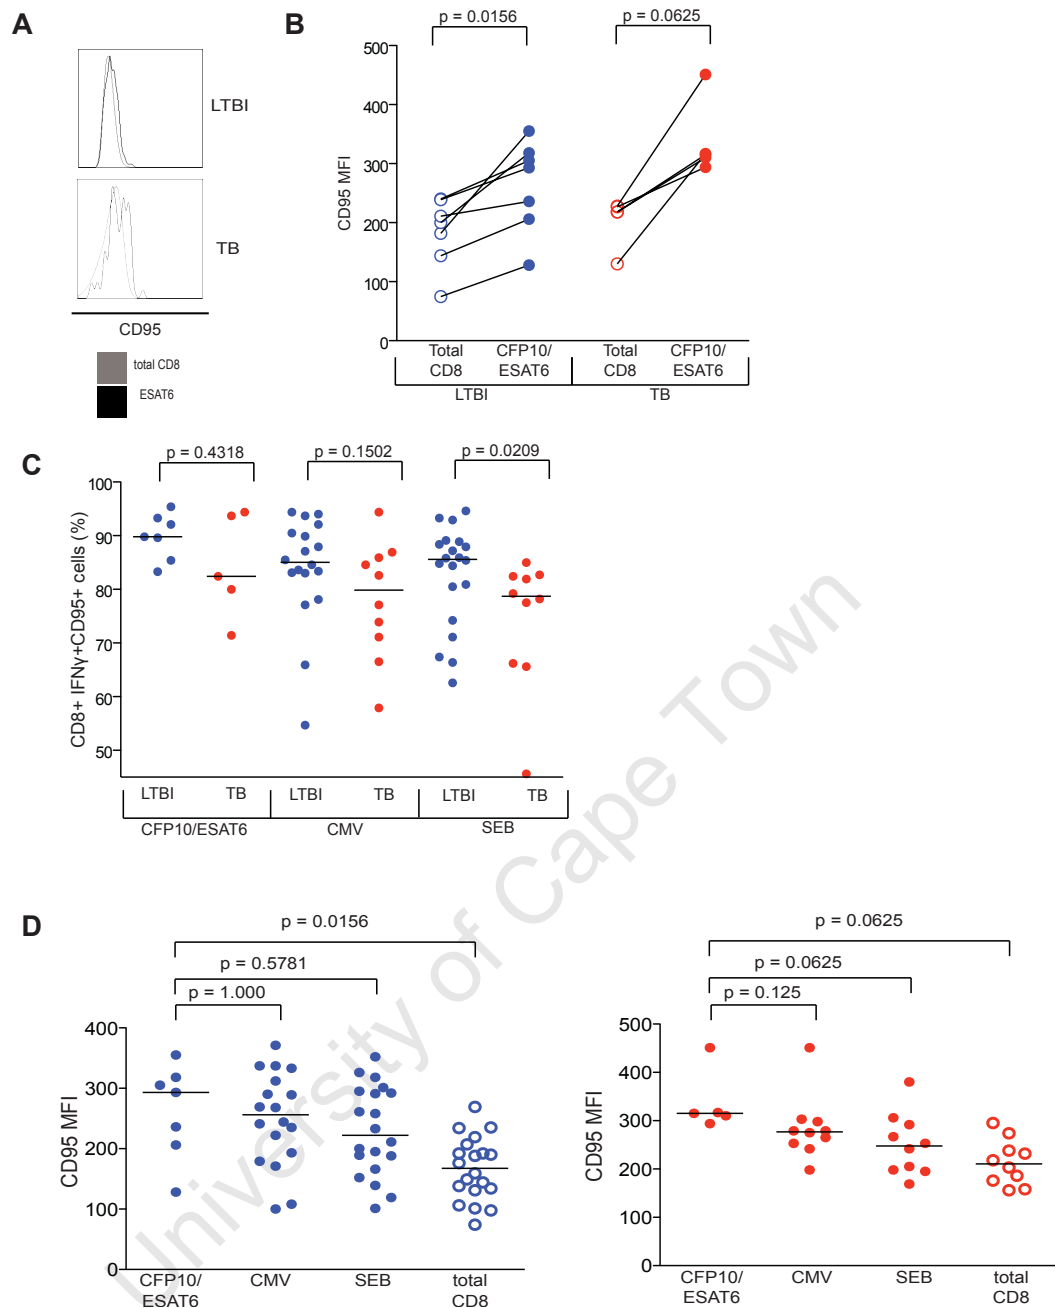 A
LTBI
TB
CD95
total CD8
ESAT6
B
p = 0.0156
p = 0.0625
500
400
300
200
100
0
CD95 MFI
Total
CD8
CFP10/
ESAT6
Total
CD8
CFP10/
ESAT6
LTBI
TB
C
p = 0.4318
p = 0.1502
p = 0.0209
100
90
80
70
60
50
CD8+ IFNγ+CD95+ cells (%)
LTBI
TB
LTBI
TB
LTBI
TB
CFP10/ESAT6
CMV
SEB
D
p = 0.0156
p = 0.5781
p = 1.000
400
300
200
100
0
CD95 MFI
CFP10/
ESAT6
CMV
SEB
total
CD8
p = 0.0625
p = 0.0625
p = 0.125
500
400
300
200
100
0
CD95 MFI
CFP10/
ESAT6
CMV
SEB
total
CD8
University of Cape Town